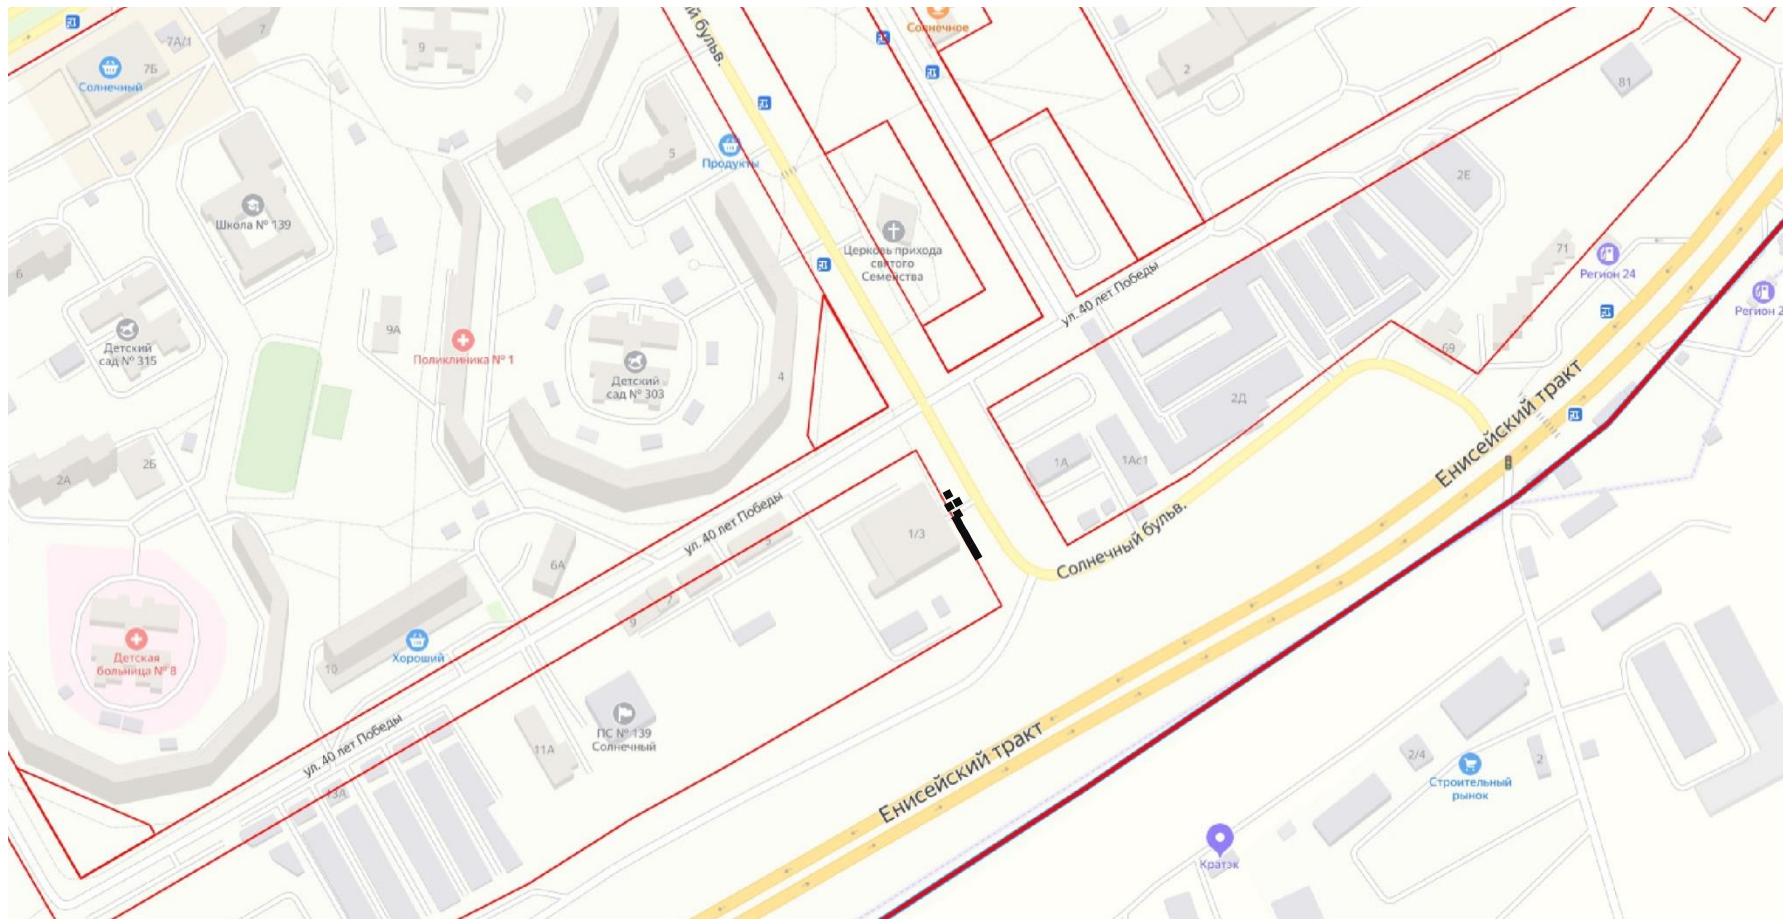 7
7А/1
7Б
Солнечный
9
й бульв.
Солнечное
2
81
5
Продукты
Школа № 139
2Е
Церковь прихода
святого
Семейства
71
Регион 24
6
ул. 40 лет Победы
Регион 2
9А
Детский
сад № 315
Поликлиника № 1
Детский
сад № 303
4
69
2Д
Енисейский тракт
1А
1Ас1
2А
2Б
ул. 40 лет Победы
1/3
Солнечный бульв.
6А
9
Детская
больница № 8
Хороший
10
ПС № 139
Солнечный
11А
ул. 40 лет Победы
13А
Енисейский тракт
2/4
2
Строительный
рынок
Кратэк